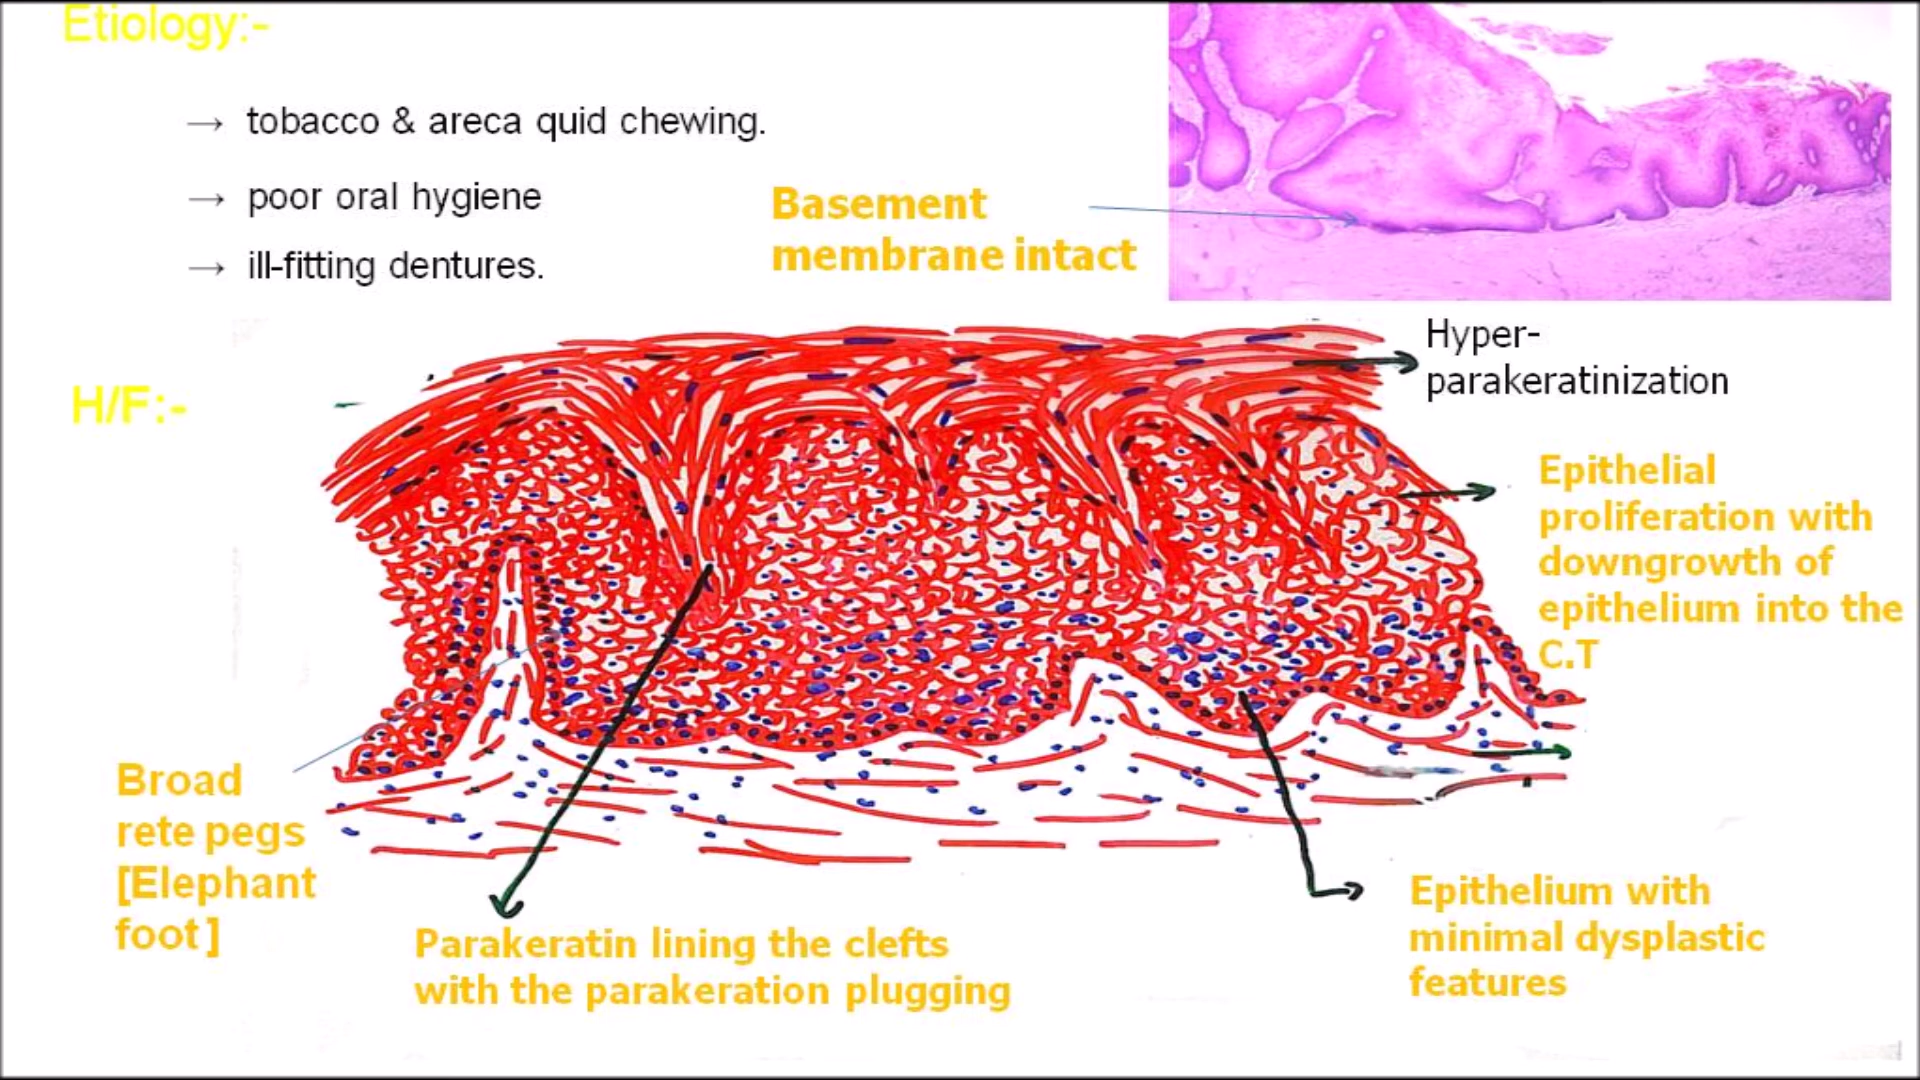 Etiology:-
→ tobacco & areca quid chewing.
→ poor oral hygiene
→ ill-fitting dentures.
Basement
membrane intact
Hyper-
parakeratinization
H/F:-
Epithelial
proliferation with
downgrowth of
epithelium into the
C.T
Broad
rete pegs
[Elephant
foot]
Parakeratin lining the clefts
with the parakeration plugging
Epithelium with
minimal dysplastic
features